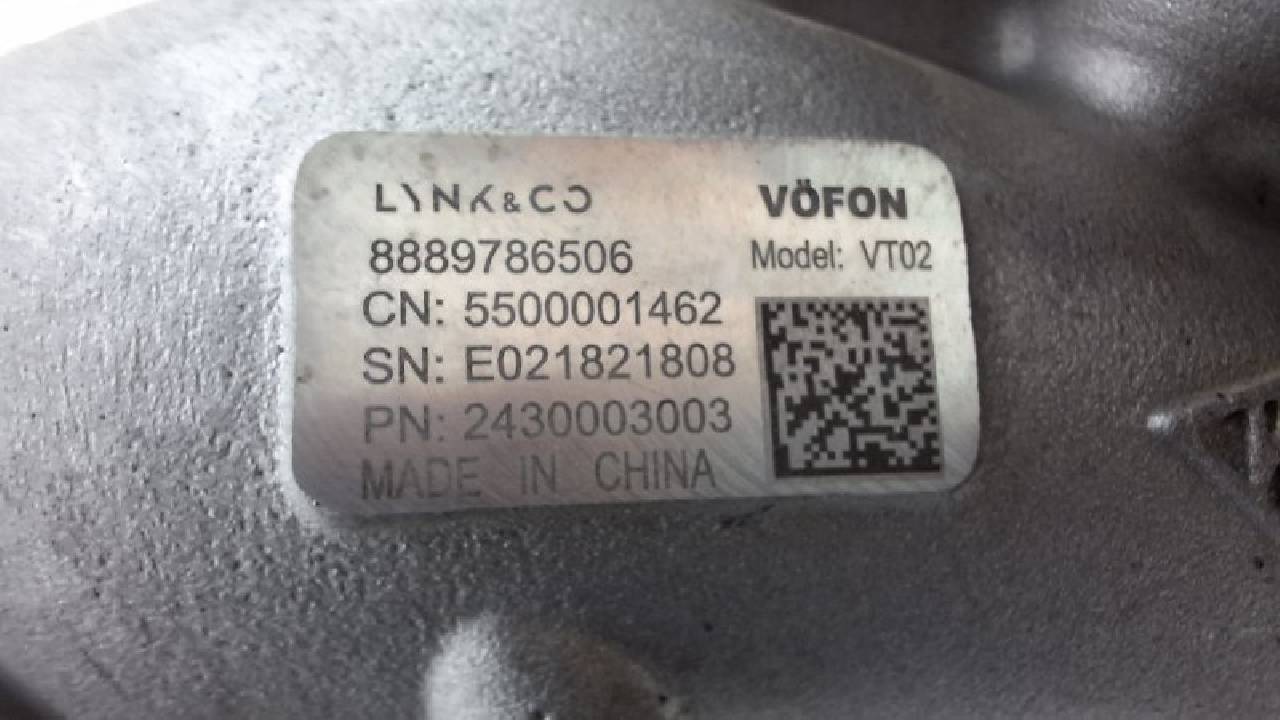 LYNK&CO
VÖFON
8889786506
Model: VT02
CN: 5500001462
SN: E021821808
PN: 2430003003
MADE IN CHINA